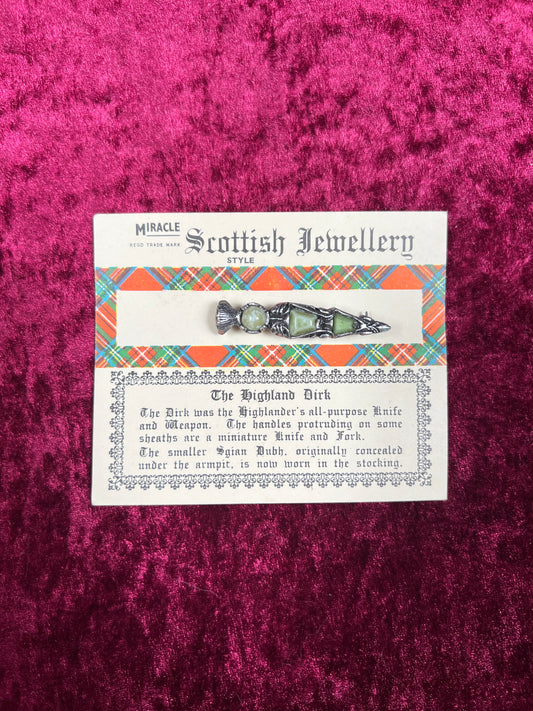 MIRACLE
REGD TRADE MARK
Scottish Jewellery
STYLE
The Highland Dirk
The Dirk was the Highlander's all-purpose Knife
and Weapon. The handles protruding on some
sheaths are a miniature Knife and Fork.
The smaller Sgian Dubh, originally concealed
under the armpit, is now worn in the stocking.